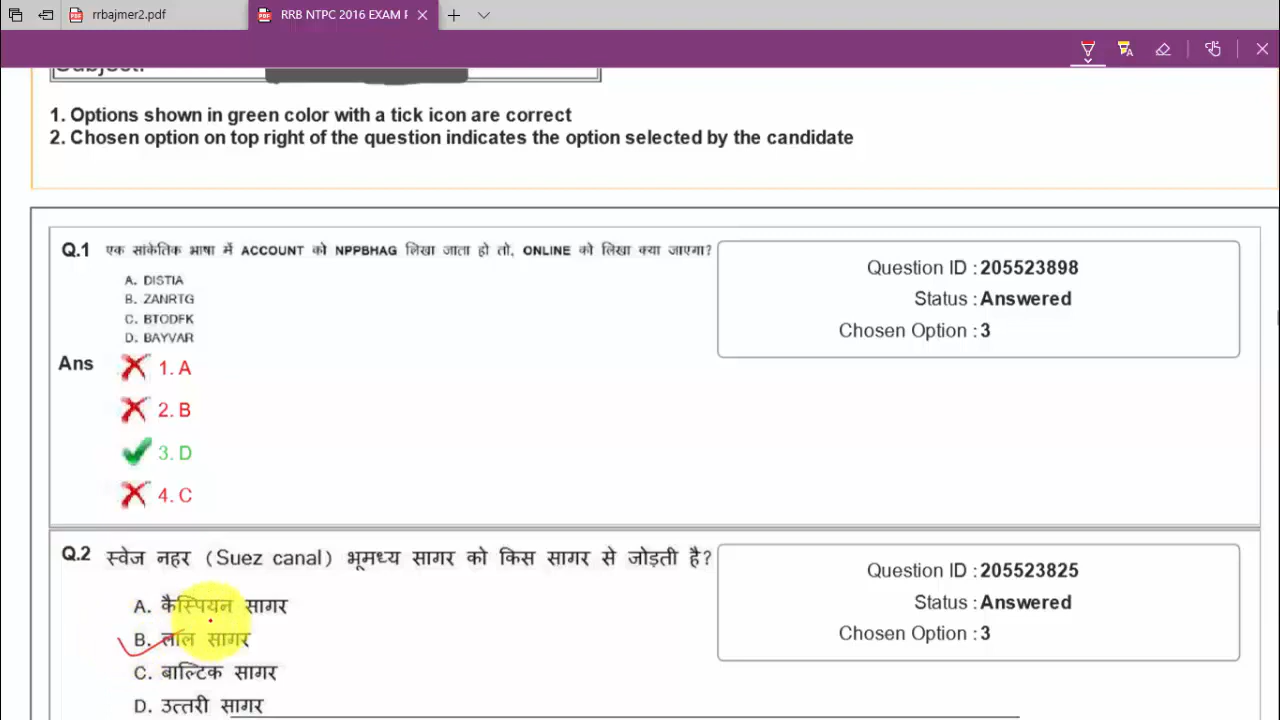 rrbajmer2.pdf
RRB NTPC 2016 EXAM
1. Options shown in green color with a tick icon are correct
2. Chosen option on top right of the question indicates the option selected by the candidate
Q.1 एक सांकेतिक भाषा में ACCOUNT को NPPBHAG लिखा जाता हो तो, ONLINE को लिखा क्या जाएगा?
A. DISTIA
B. ZANRTG
C. BTODFK
D. BAYVAR
Question ID : 205523898
Status : Answered
Chosen Option : 3
Ans
1. A
2. B
3. D
4. C
Q.2 स्वेज नहर (Suez canal) भूमध्य सागर को किस सागर से जोड़ती है?
A. कैस्पियन सागर
B. लाल सागर
C. बाल्टिक सागर
D. उत्तरी सागर
Question ID : 205523825
Status : Answered
Chosen Option : 3